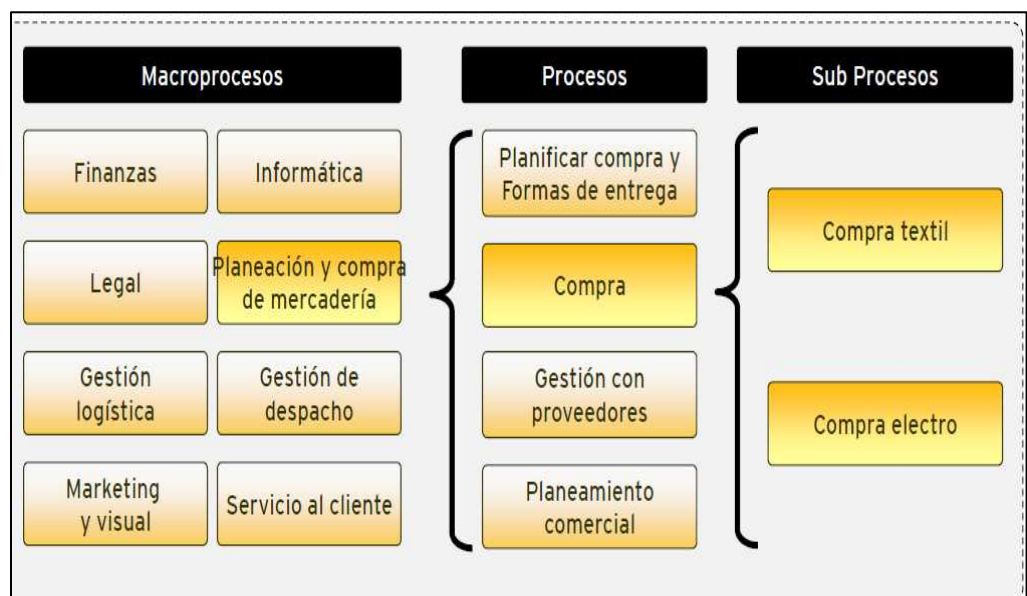 Macroprocesos
Procesos
Sub Procesos
Finanzas
Informática
Legal
Planeación y compra
de mercadería
Gestión
logística
Gestión de
despacho
Marketing
y visual
Servicio al cliente
Planificar compra y
Formas de entrega
Compra
Gestión con
proveedores
Planeamiento
comercial
Compra textil
Compra electro